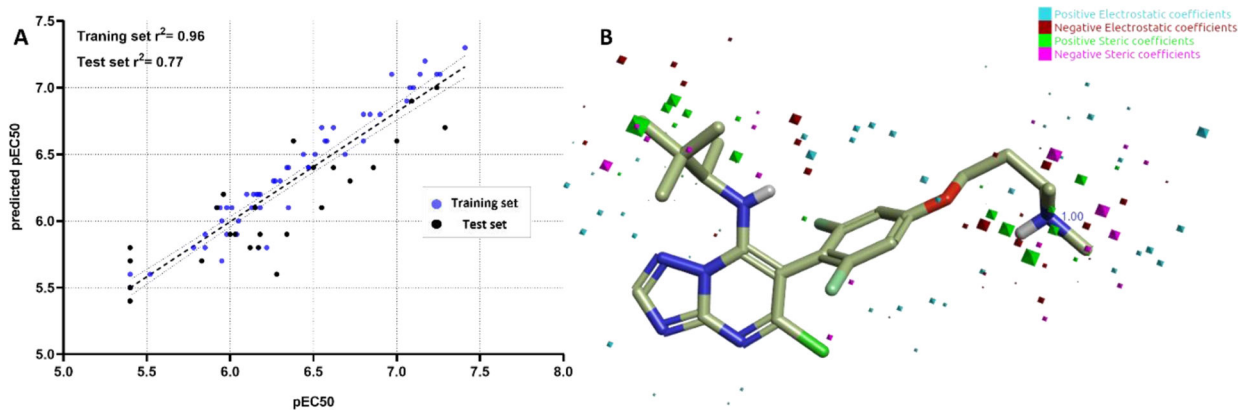 A
Traning set r²= 0.96
Test set r²= 0.77
predicted pEC50
7.5
7.0
6.5
6.0
5.5
5.0
5.0 5.5 6.0 6.5 7.0 7.5 8.0
pEC50
Training set
Test set
B
Positive Electrostatic coefficients
Negative Electrostatic coefficients
Positive Steric coefficients
Negative Steric coefficients
1.00